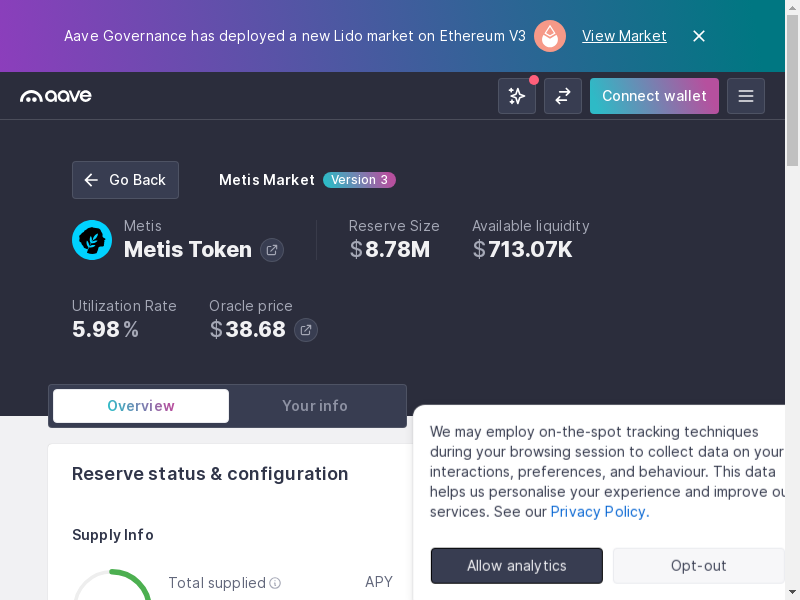 Aave Governance has deployed a new Lido market on Ethereum V3 View Market
aave
Connect wallet
Go Back
Metis Market Version 3
Metis
Metis Token
Reserve Size
$8.78M
Available liquidity
$713.07K
Utilization Rate
5.98%
Oracle price
$38.68
Overview
Your info
Reserve status & configuration
Supply Info
Total supplied
APY
We may employ on-the-spot tracking techniques
during your browsing session to collect data on your
interactions, preferences, and behaviour. This data
helps us personalise your experience and improve ou
services. See our Privacy Policy.
Allow analytics
Opt-out